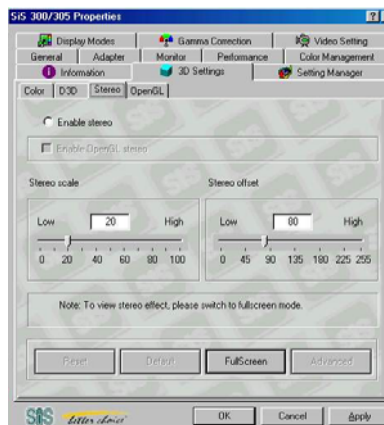 SiS 300/305 Properties
Display Modes Gamma Correction Video Setting
General Adapter Monitor Performance Color Management
Information 3D Settings Setting Manager
Color D3D Stereo OpenGL
Enable stereo
Enable OpenGL stereo
Stereo scale Stereo offset
Low 20 High Low 80 High
0 20 40 60 80 100 0 45 90 135 180 225 255
Note: To view stereo effect, please switch to fullscreen mode.
Reset Default FullScreen Advanced
SiS better choice OK Cancel Apply